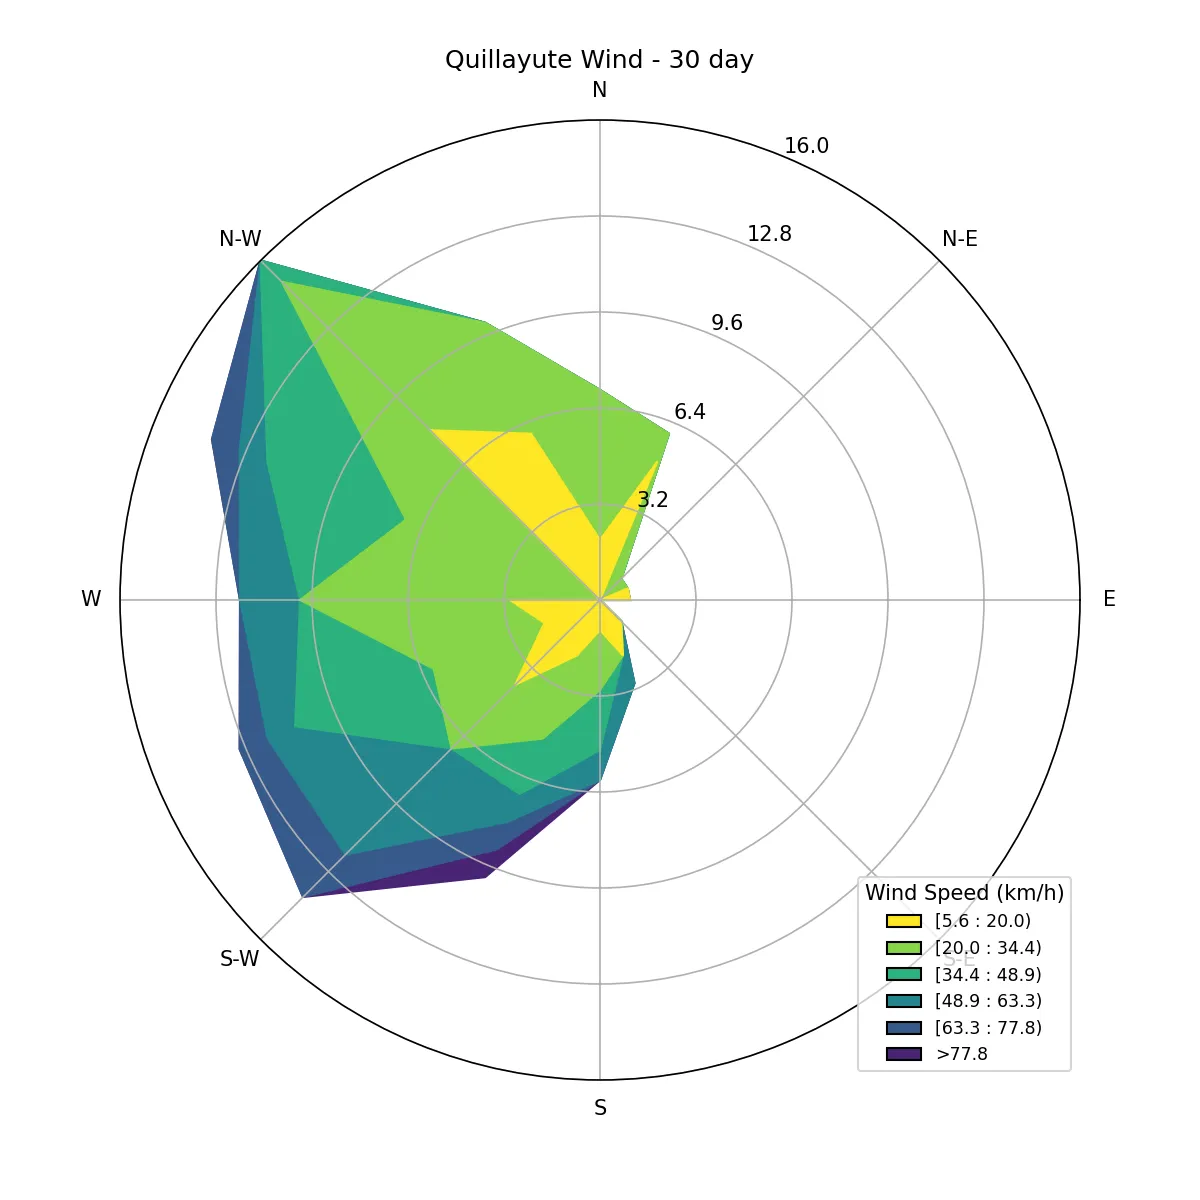 Quillayute Wind - 30 day
N
16.0
12.8
N-W
N-E
9.6
6.4
3.2
W
E
S-W
S-E
Wind Speed (km/h)
[5.6 : 20.0)
[20.0 : 34.4)
[34.4 : 48.9)
[48.9 : 63.3)
[63.3 : 77.8)
>77.8
S